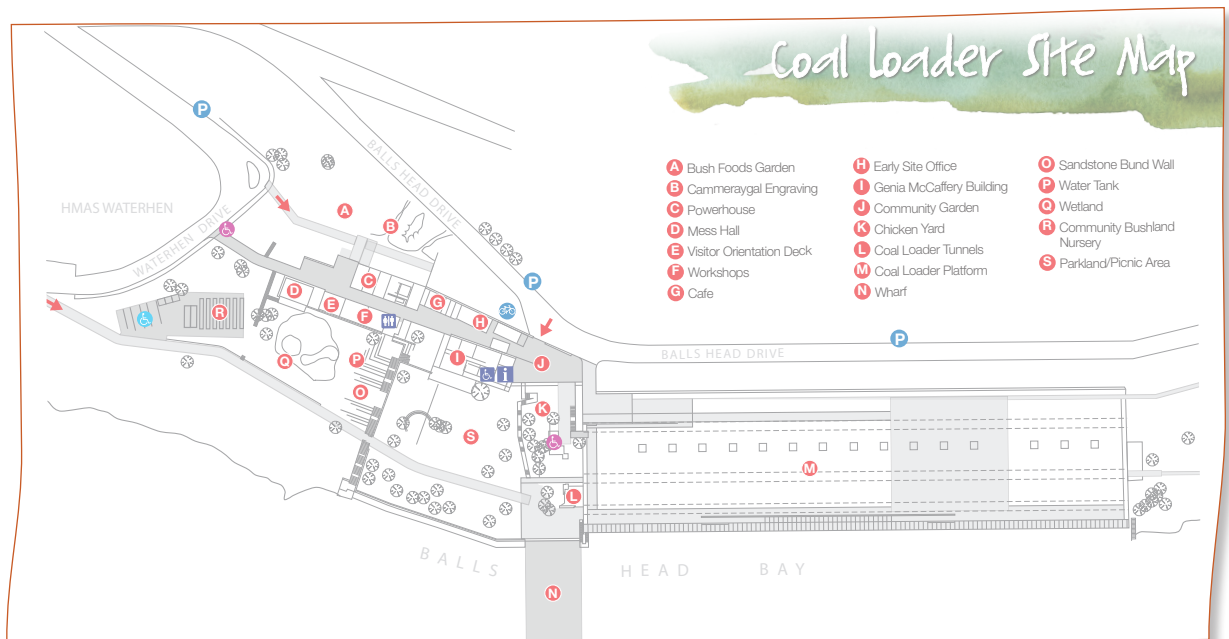 Coal Loader Site Map
A Bush Foods Garden
B Cammeraygal Engraving
C Powerhouse
D Mess Hall
E Visitor Orientation Deck
F Workshops
G Cafe
H Early Site Office
I Genia McCaffery Building
J Community Garden
K Chicken Yard
L Coal Loader Tunnels
M Coal Loader Platform
N Wharf
O Sandstone Bund Wall
P Water Tank
Q Wetland
R Community Bushland
Nursery
S Parkland/Picnic Area
P
BALLS HEAD DRIVE
HMAS WATERHEN
WATERHEN DRIVE
A
B
P
C
D
E
F
G
H
R
I
J
i
P
BALLS HEAD DRIVE
Q
P
O
K
S
M
L
BALLS HEAD BAY
N